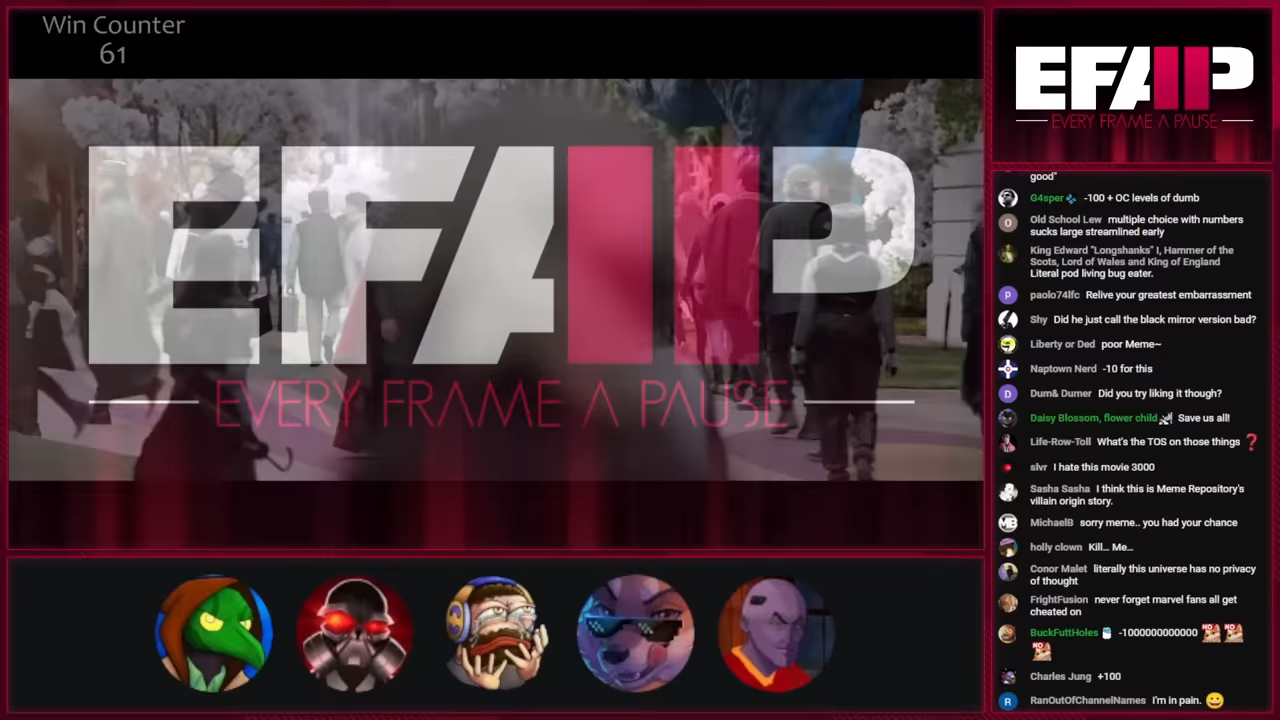 Win Counter
61
EFAP
EVERY FRAME A PAUSE
EFAP
EVERY FRAME A PAUSE
good"
G4sper -100 + OC levels of dumb
Old School Lew multiple choice with numbers
sucks large streamlined early
King Edward "Longshanks" I, Hammer of the
Scots, Lord of Wales and King of England
Literal pod living bug eater.
paolo74lfc Relive your greatest embarrassment
Shy Did he just call the black mirror version bad?
Liberty or Ded poor Meme~
Naptown Nerd -10 for this
Dum& Dumer Did you try liking it though?
Daisy Blossom, flower child Save us all!
Life-Row-Toll What's the TOS on those things ❓
slvr I hate this movie 3000
Sasha Sasha I think this is Meme Repository's
villain origin story.
MichaelB sorry meme.. you had your chance
holly clown Kill... Me...
Conor Malet literally this universe has no privacy
of thought
FrightFusion never forget marvel fans all get
cheated on
BuckFuttHoles -1000000000000 NO NO
NO
Charles Jung +100
RanOutOfChannelNames I'm in pain. 😀